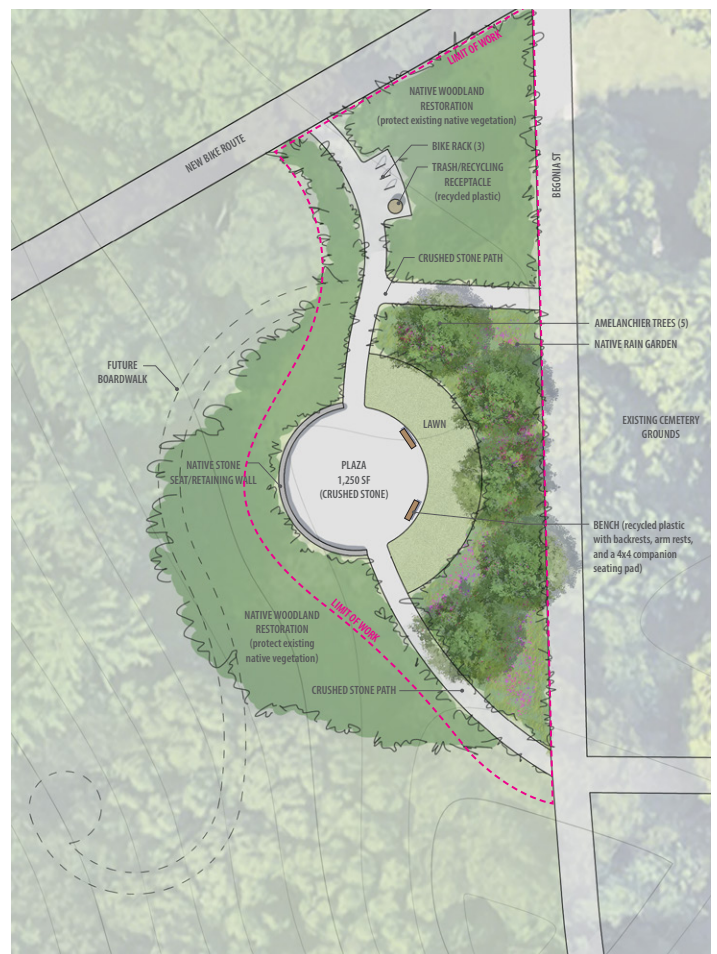 LIMIT OF WORK
NATIVE WOODLAND
RESTORATION
(protect existing native vegetation)
NEW BIKE ROUTE
BIKE RACK (3)
TRASH/RECYCLING
RECEPTACLE
(recycled plastic)
BEGONIA ST
CRUSHED STONE PATH
AMELANCHIER TREES (5)
NATIVE RAIN GARDEN
FUTURE
BOARDWALK
LAWN
EXISTING CEMETERY
GROUNDS
NATIVE STONE
SEAT/RETAINING WALL
PLAZA
1,250 SF
(CRUSHED STONE)
BENCH (recycled plastic
with backrests, arm rests,
and a 4x4 companion
seating pad)
NATIVE WOODLAND
RESTORATION
(protect existing
native vegetation)
LIMIT OF WORK
CRUSHED STONE PATH